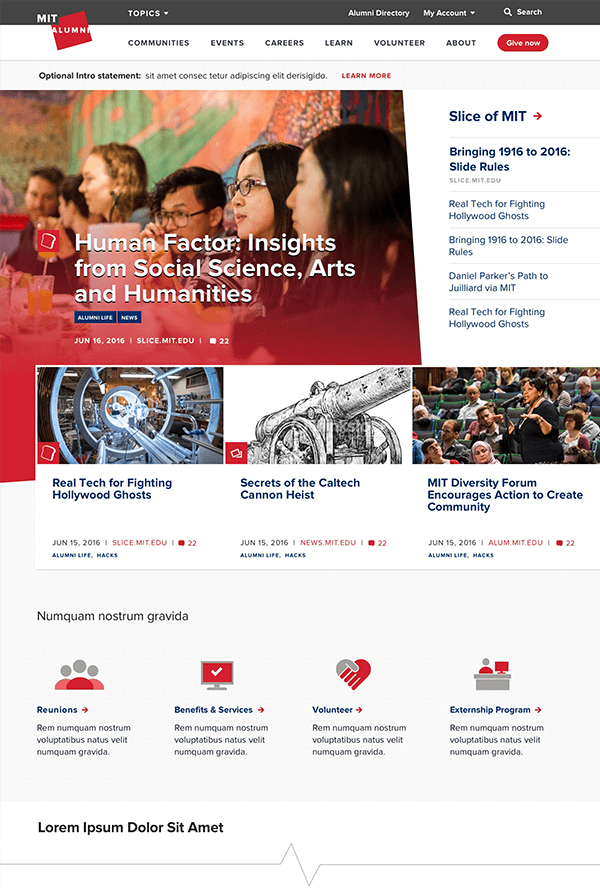 MIT
ALUMNI
TOPICS
Alumni Directory
My Account
Search
COMMUNITIES
EVENTS
CAREERS
LEARN
VOLUNTEER
ABOUT
Give now
Optional Intro statement: sit amet consec tetur adipiscing elit derisigido. LEARN MORE
Human Factor: Insights
from Social Science, Arts
and Humanities
ALUMNI LIFE
NEWS
JUN 16, 2016 | SLICE.MIT.EDU | 22
Slice of MIT
Bringing 1916 to 2016:
Slide Rules
SLICE.MIT.EDU
Real Tech for Fighting
Hollywood Ghosts
Bringing 1916 to 2016: Slide
Rules
Daniel Parker's Path to
Juilliard via MIT
Real Tech for Fighting
Hollywood Ghosts
Real Tech for Fighting
Hollywood Ghosts
JUN 15, 2016 | SLICE.MIT.EDU | 22
ALUMNI LIFE, HACKS
Secrets of the Caltech
Cannon Heist
JUN 15, 2016 | NEWS.MIT.EDU | 22
ALUMNI LIFE, HACKS
MIT Diversity Forum
Encourages Action to Create
Community
JUN 15, 2016 | ALUM.MIT.EDU | 22
ALUMNI LIFE, HACKS
Numquam nostrum gravida
Reunions
Rem numquam nostrum
voluptatibus natus velit
numquam gravida.
Benefits & Services
Rem numquam nostrum
voluptatibus natus velit
numquam gravida.
Volunteer
Rem numquam nostrum
voluptatibus natus velit
numquam gravida.
Externship Program
Rem numquam nostrum
voluptatibus natus velit
numquam gravida.
Lorem Ipsum Dolor Sit Amet